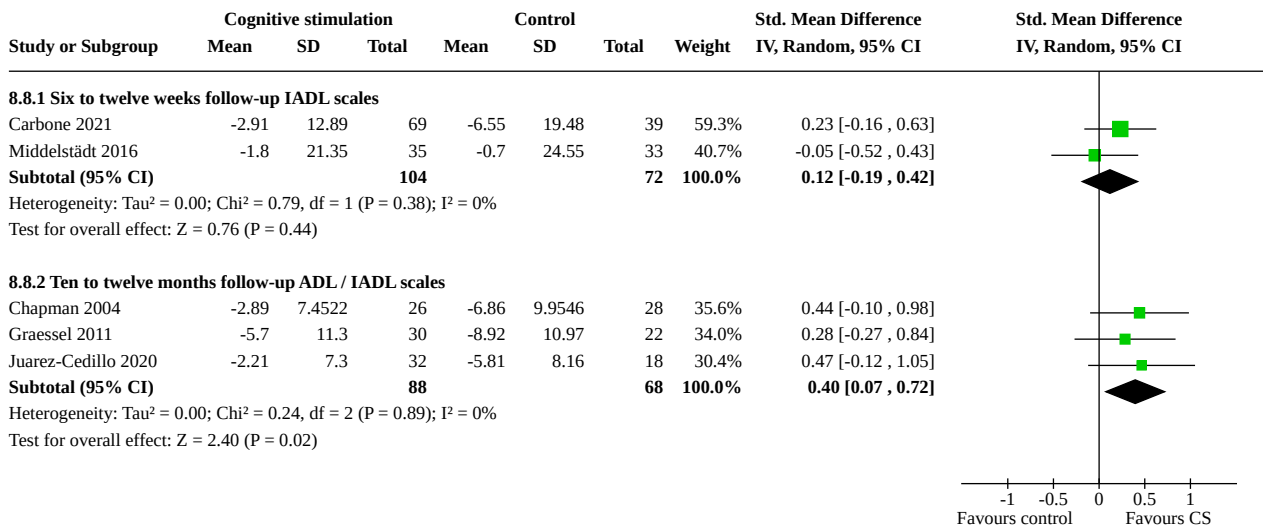 Cognitive stimulation Control Std. Mean Difference Std. Mean Difference
Study or Subgroup Mean SD Total Mean SD Total Weight IV, Random, 95% CI IV, Random, 95% CI
8.8.1 Six to twelve weeks follow-up IADL scales
Carbone 2021 -2.91 12.89 69 -6.55 19.48 39 59.3% 0.23 [-0.16 , 0.63]
Middelstädt 2016 -1.8 21.35 35 -0.7 24.55 33 40.7% -0.05 [-0.52 , 0.43]
Subtotal (95% CI) 104 72 100.0% 0.12 [-0.19 , 0.42]
Heterogeneity: Tau² = 0.00; Chi² = 0.79, df = 1 (P = 0.38); I² = 0%
Test for overall effect: Z = 0.76 (P = 0.44)
8.8.2 Ten to twelve months follow-up ADL / IADL scales
Chapman 2004 -2.89 7.4522 26 -6.86 9.9546 28 35.6% 0.44 [-0.10 , 0.98]
Graessel 2011 -5.7 11.3 30 -8.92 10.97 22 34.0% 0.28 [-0.27 , 0.84]
Juarez-Cedillo 2020 -2.21 7.3 32 -5.81 8.16 18 30.4% 0.47 [-0.12 , 1.05]
Subtotal (95% CI) 88 68 100.0% 0.40 [0.07 , 0.72]
Heterogeneity: Tau² = 0.00; Chi² = 0.24, df = 2 (P = 0.89); I² = 0%
Test for overall effect: Z = 2.40 (P = 0.02)
-1 -0.5 0 0.5 1
Favours control Favours CS